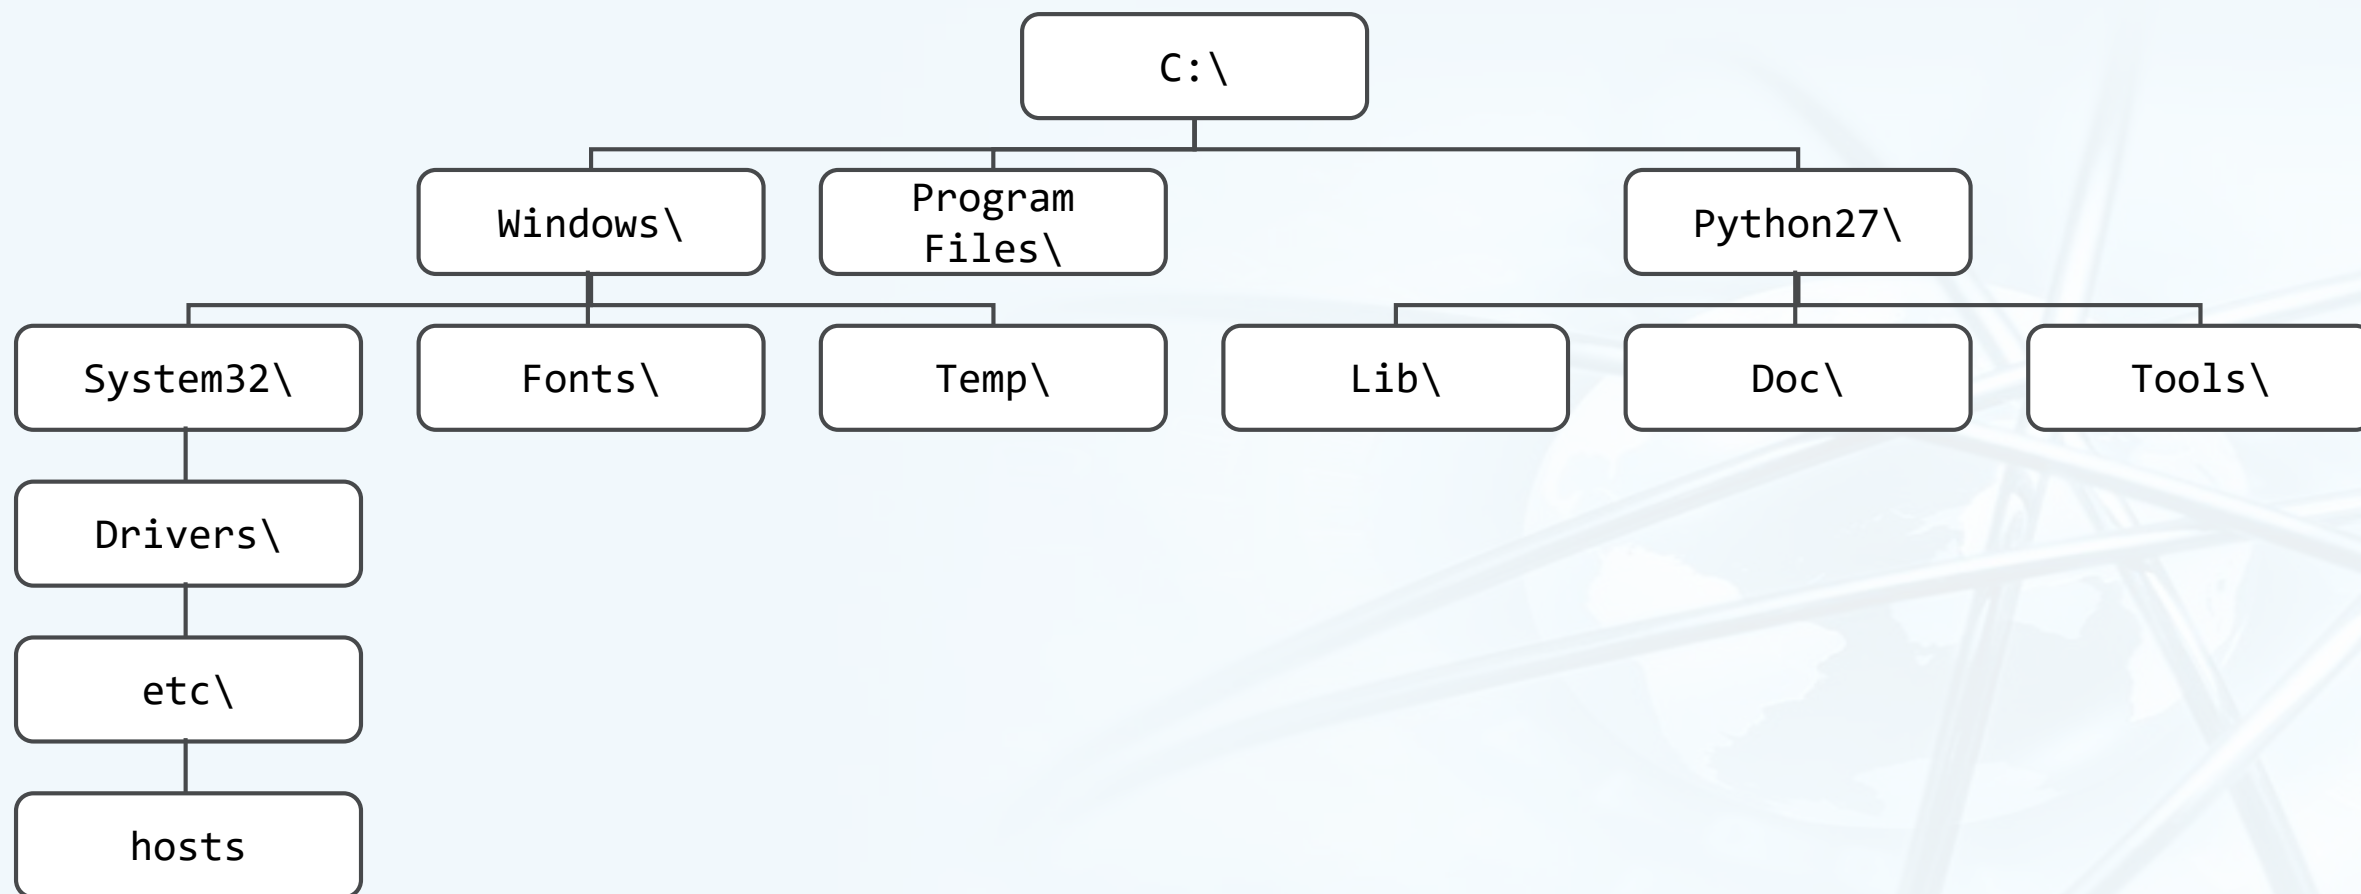 C:\
Windows\
Program
Files\
Python27\
System32\
Fonts\
Temp\
Lib\
Doc\
Tools\
Drivers\
etc\
hosts